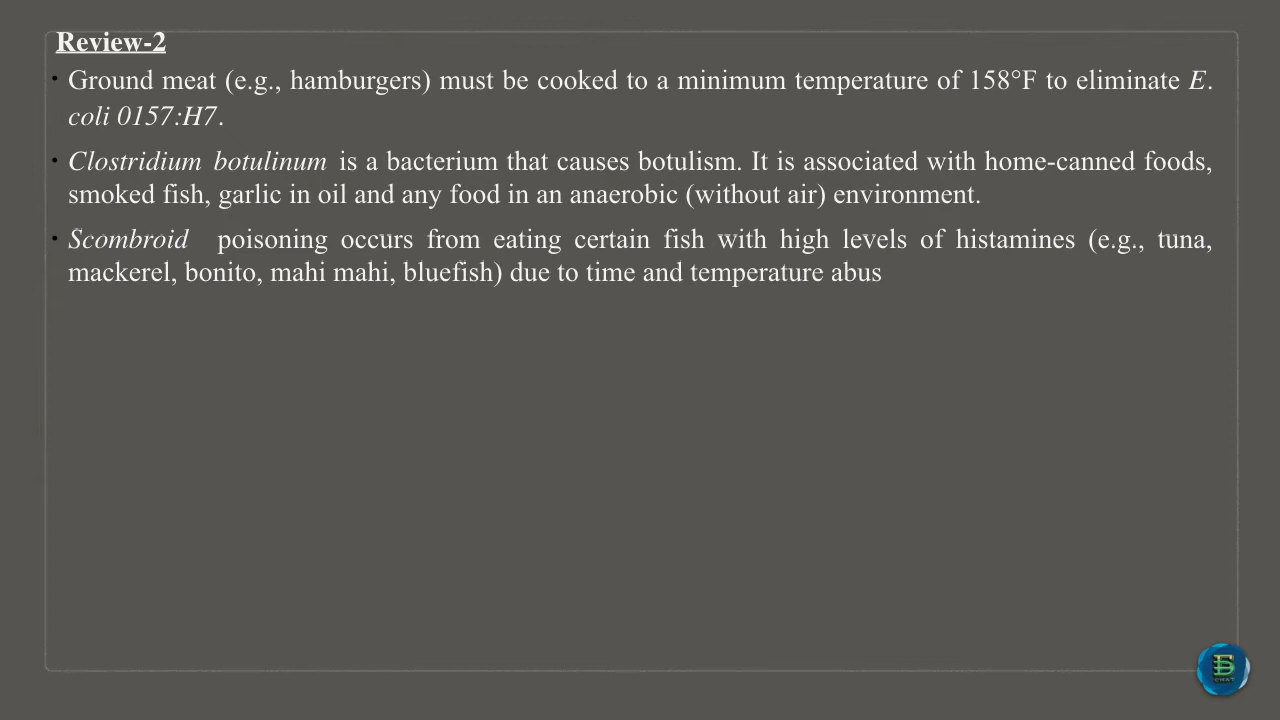 Review-2
• Ground meat (e.g., hamburgers) must be cooked to a minimum temperature of 158°F to eliminate E.
coli 0157:H7.
• Clostridium botulinum is a bacterium that causes botulism. It is associated with home-canned foods,
smoked fish, garlic in oil and any food in an anaerobic (without air) environment.
• Scombroid poisoning occurs from eating certain fish with high levels of histamines (e.g., tuna,
mackerel, bonito, mahi mahi, bluefish) due to time and temperature abus
CHAT